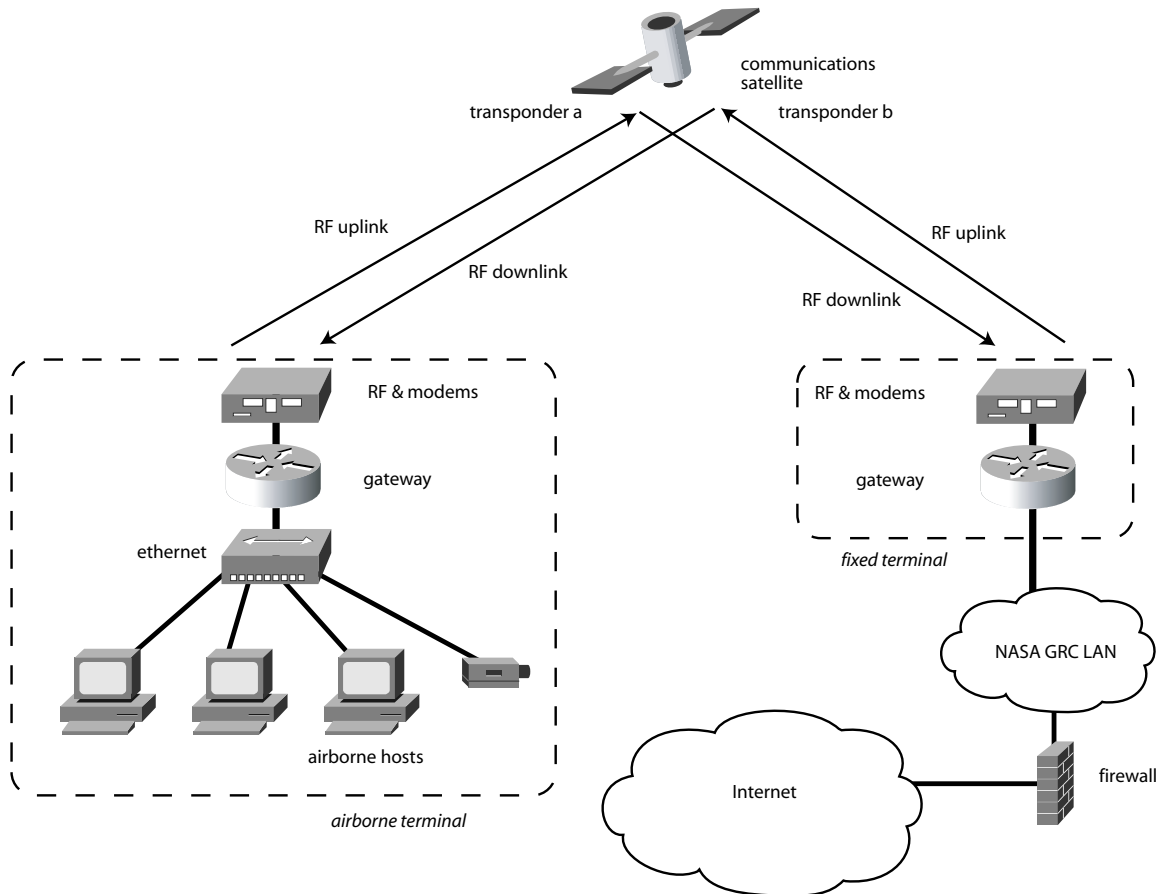 communications
satellite
transponder a
transponder b
RF uplink
RF uplink
RF downlink
RF downlink
RF & modems
RF & modems
gateway
gateway
ethernet
fixed terminal
NASA GRC LAN
airborne hosts
firewall
Internet
airborne terminal